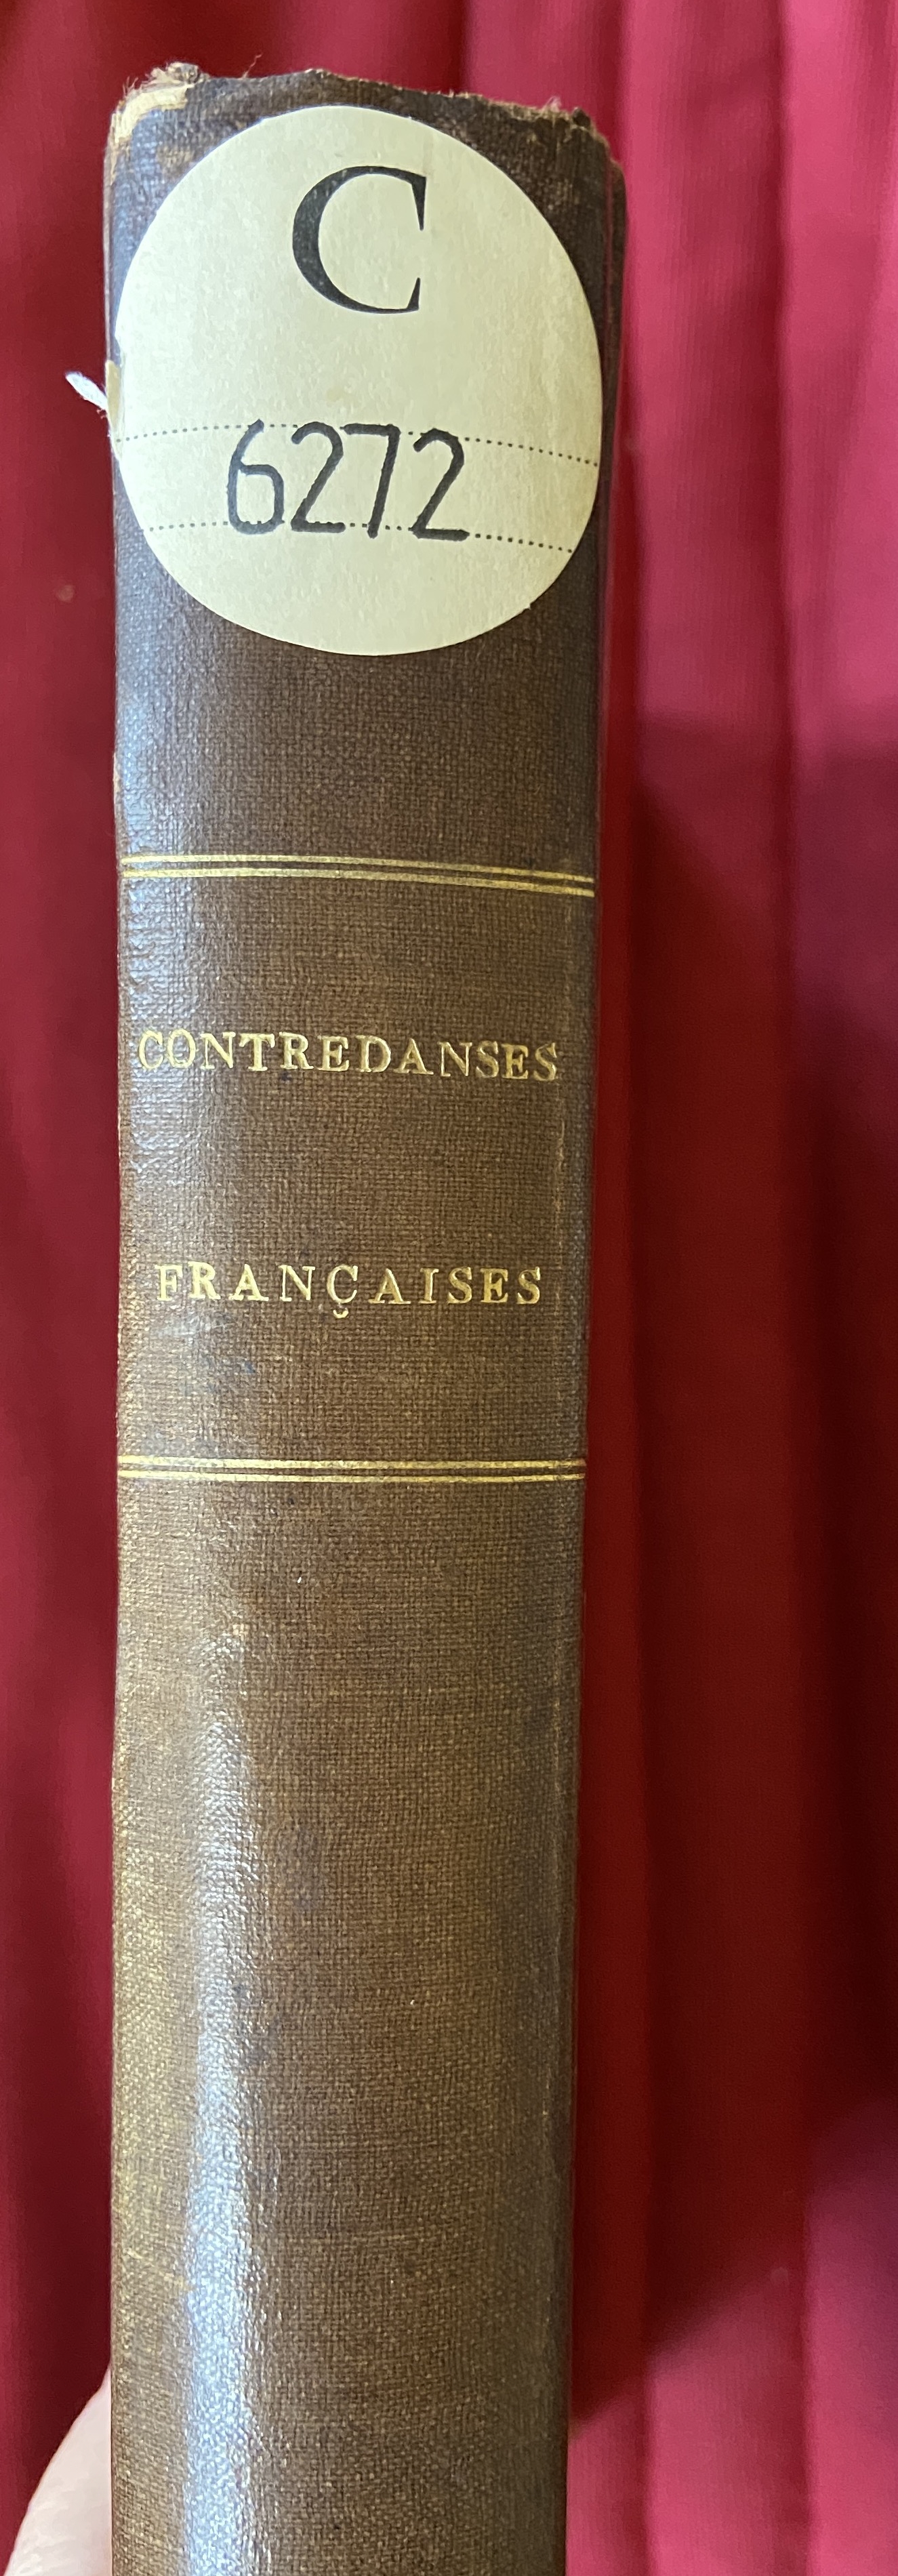 C
6272
CONTREDANSES
FRANÇAISES